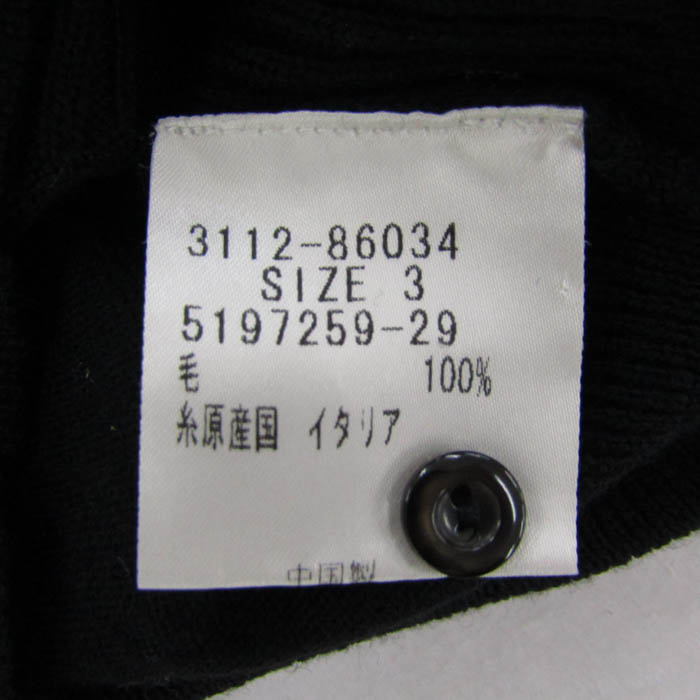 3112-86034
SIZE 3
5197259-29
毛 100%
糸原産国 イタリア
中国製